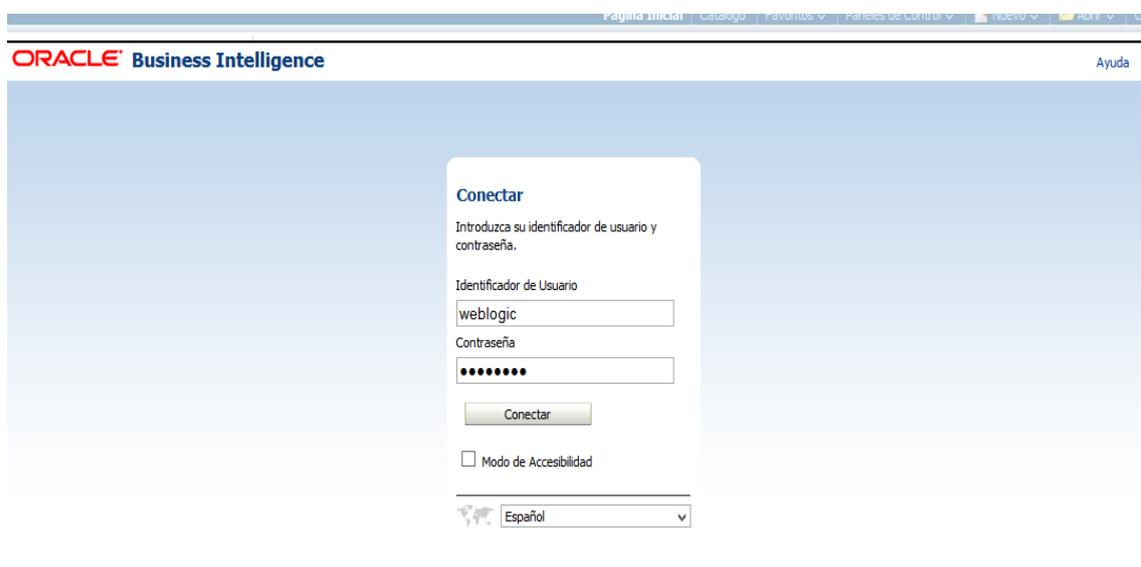 Página Inicial Catálogo Favoritos Paneles de Control Nuevo Abrir
ORACLE Business Intelligence
Ayuda
Conectar
Introduzca su identificador de usuario y
contraseña.
Identificador de Usuario
weblogic
Contraseña
Conectar
Modo de Accesibilidad
Español